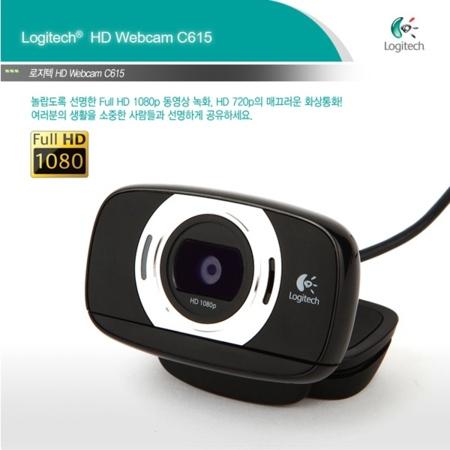 Logitech® HD Webcam C615
Logitech
로지텍 HD Webcam C615
놀랍도록 선명한 Full HD 1080p 동영상 녹화, HD 720p의 매끄러운 화상통화!
여러분의 생활을 소중한 사람들과 선명하게 공유하세요.
Full HD
1080
Logitech
HD 1080p